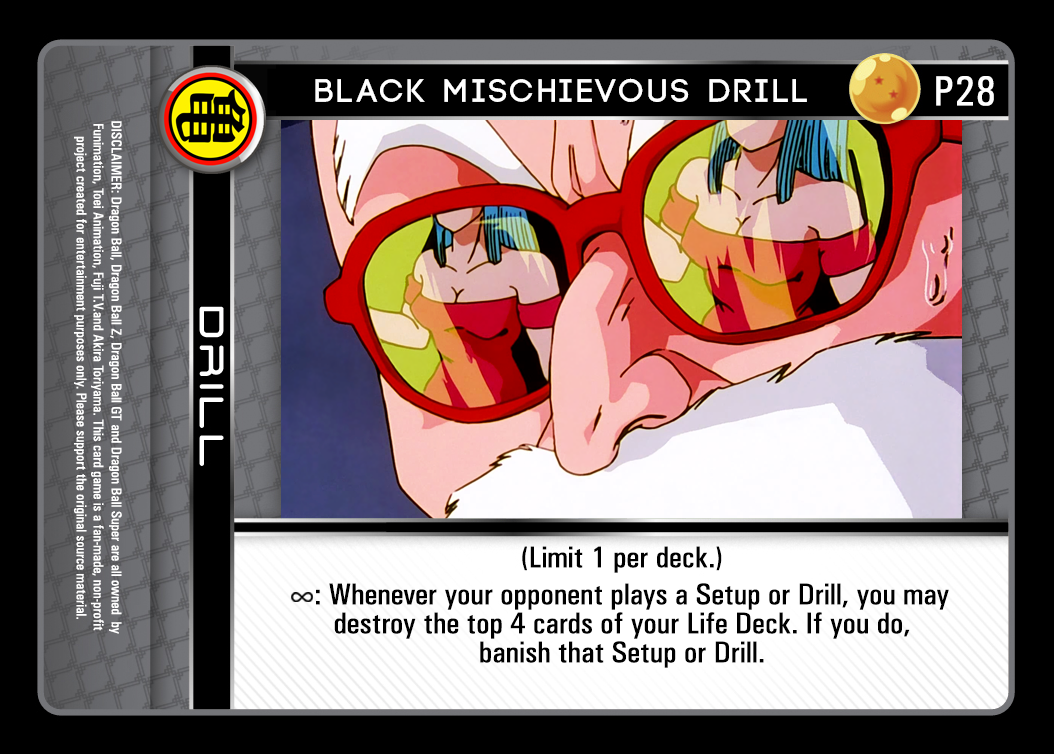 BLACK MISCHIEVOUS DRILL
P28
亀
DRILL
DISCLAIMER: Dragon Ball, Dragon Ball Z, Dragon Ball GT and Dragon Ball Super are all owned by
Funimation, Toei Animation, Fuji T.V.and Akira Toriyama. This card game is a fan-made, non-profit
project created for entertainment purposes only. Please support the original source material.
(Limit 1 per deck.)
∞: Whenever your opponent plays a Setup or Drill, you may
destroy the top 4 cards of your Life Deck. If you do,
banish that Setup or Drill.